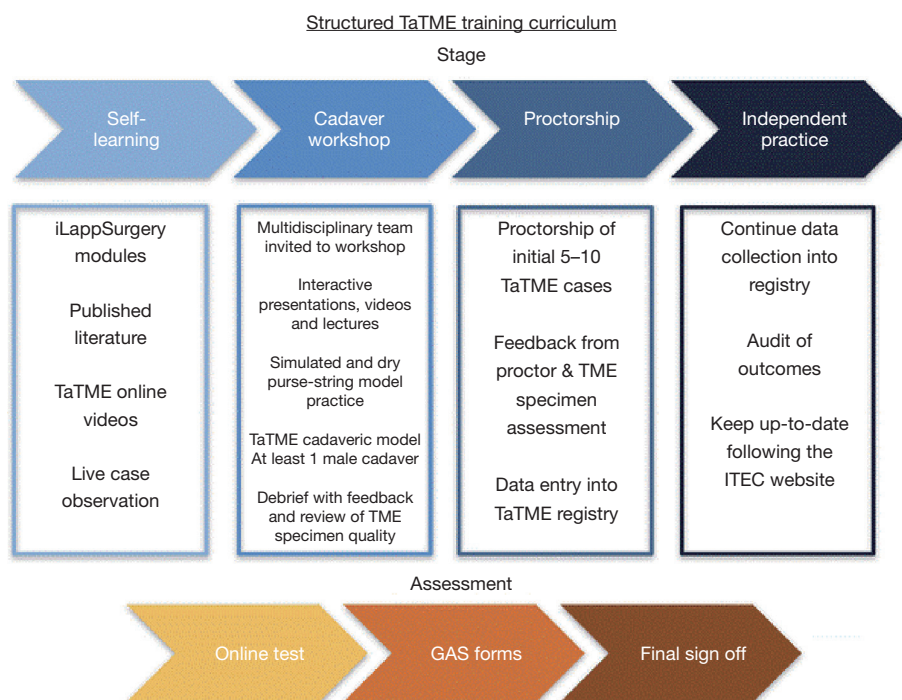 Structured TaTME training curriculum
Stage
Self-
learning
Cadaver
workshop
Proctorship
Independent
practice
iLappSurgery
modules
Published
literature
TaTME online
videos
Live case
observation
Multidisciplinary team
invited to workshop
Interactive
presentations, videos
and lectures
Simulated and dry
purse-string model
practice
TaTME cadaveric model
At least 1 male cadaver
Debrief with feedback
and review of TME
specimen quality
Proctorship of
initial 5–10
TaTME cases
Feedback from
proctor & TME
specimen
assessment
Data entry into
TaTME registry
Continue data
collection into
registry
Audit of
outcomes
Keep up-to-date
following the
ITEC website
Assessment
Online test
GAS forms
Final sign off